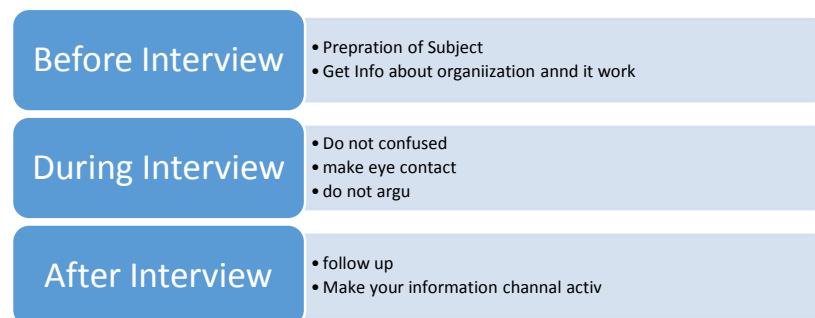 Before Interview
• Prepration of Subject
• Get Info about organiization annd it work
During Interview
• Do not confused
• make eye contact
• do not argu
After Interview
• follow up
• Make your information channal activ